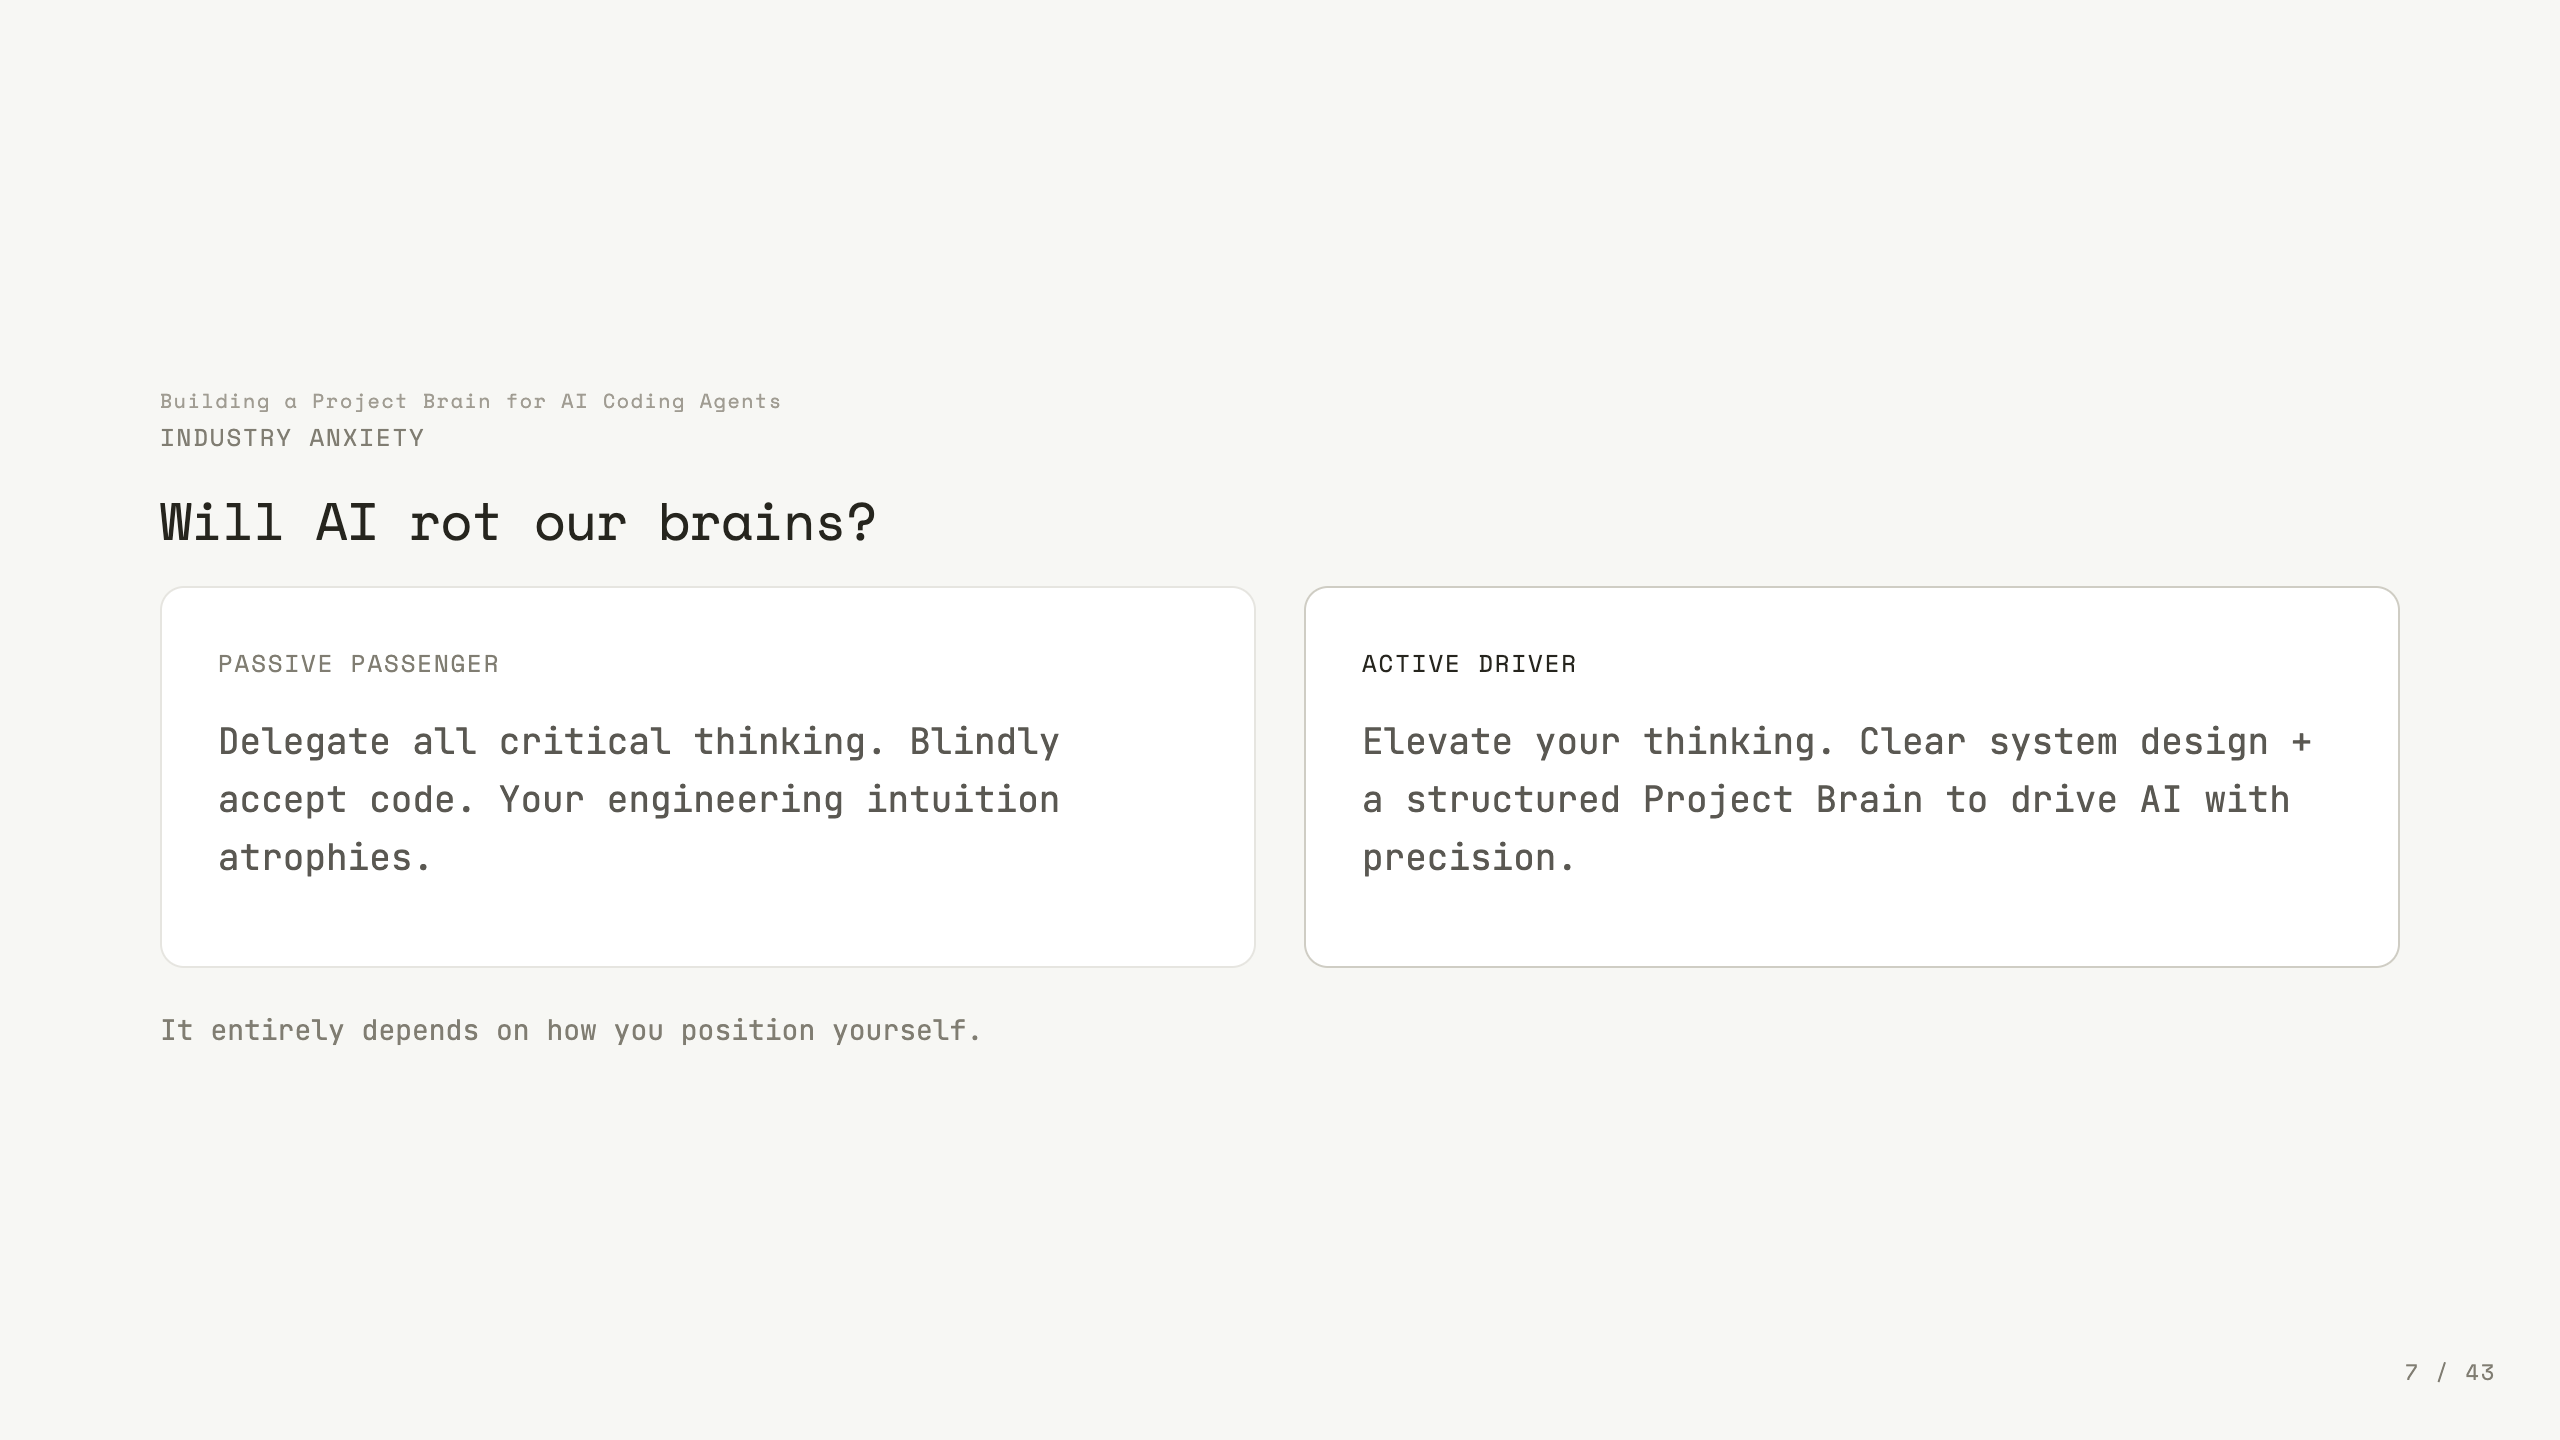 Building a Project Brain for AI Coding Agents
INDUSTRY ANXIETY
Will AI rot our brains?
PASSIVE PASSENGER
Delegate all critical thinking. Blindly
accept code. Your engineering intuition
atrophies.
ACTIVE DRIVER
Elevate your thinking. Clear system design +
a structured Project Brain to drive AI with
precision.
It entirely depends on how you position yourself.
7 / 43